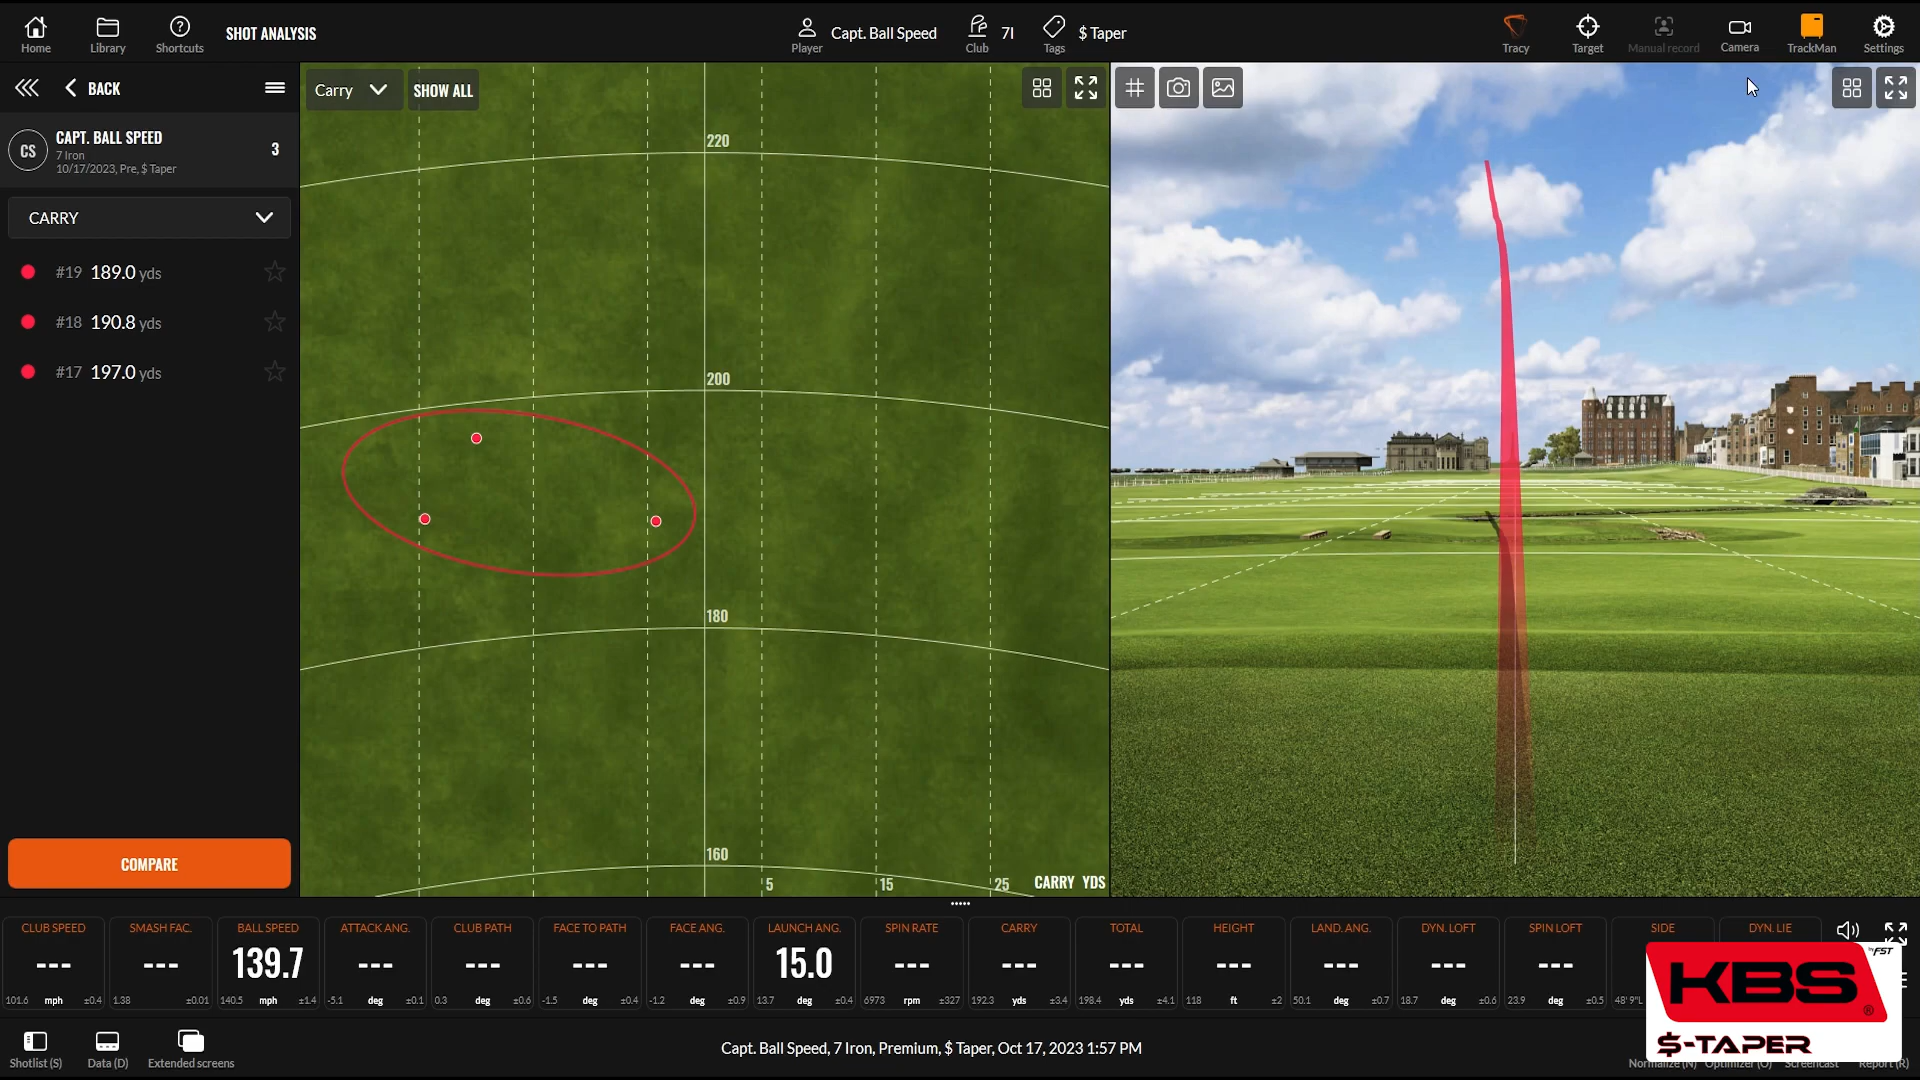 Home
Library
Shortcuts
SHOT ANALYSIS
Player
Capt. Ball Speed
Club
7I
Tags
$ Taper
Tracy
Target
Manual record
Camera
TrackMan
Settings
BACK
CS
CAPT. BALL SPEED
7 Iron
10/17/2023, Pre, $ Taper
3
CARRY
#19 189.0 yds
#18 190.8 yds
#17 197.0 yds
COMPARE
Carry
SHOW ALL
220
200
180
160
5
15
25
CARRY YDS
CLUB SPEED
---
101.6 mph ±0.4
SMASH FAC.
---
1.38 ±0.01
BALL SPEED
139.7
140.5 mph ±1.4
ATTACK ANG.
---
-5.1 deg ±0.1
CLUB PATH
---
0.3 deg ±0.6
FACE TO PATH
---
-1.5 deg ±0.4
FACE ANG.
---
-1.2 deg ±0.9
LAUNCH ANG.
15.0
13.7 deg ±0.4
SPIN RATE
---
6973 rpm ±327
CARRY
---
192.3 yds ±3.4
TOTAL
---
198.4 yds ±4.1
HEIGHT
---
118 ft ±2
LAND. ANG.
---
50.1 deg ±0.7
DYN. LOFT
---
18.7 deg ±0.6
SPIN LOFT
---
23.9 deg ±0.5
SIDE
48' 9"L
DYN. LIE
by FST
KBS®
$-TAPER
Shotlist (S)
Data (D)
Extended screens
Capt. Ball Speed, 7 Iron, Premium, $ Taper, Oct 17, 2023 1:57 PM
Normalize (N)
Optimizer (O)
Screencast
Report (R)